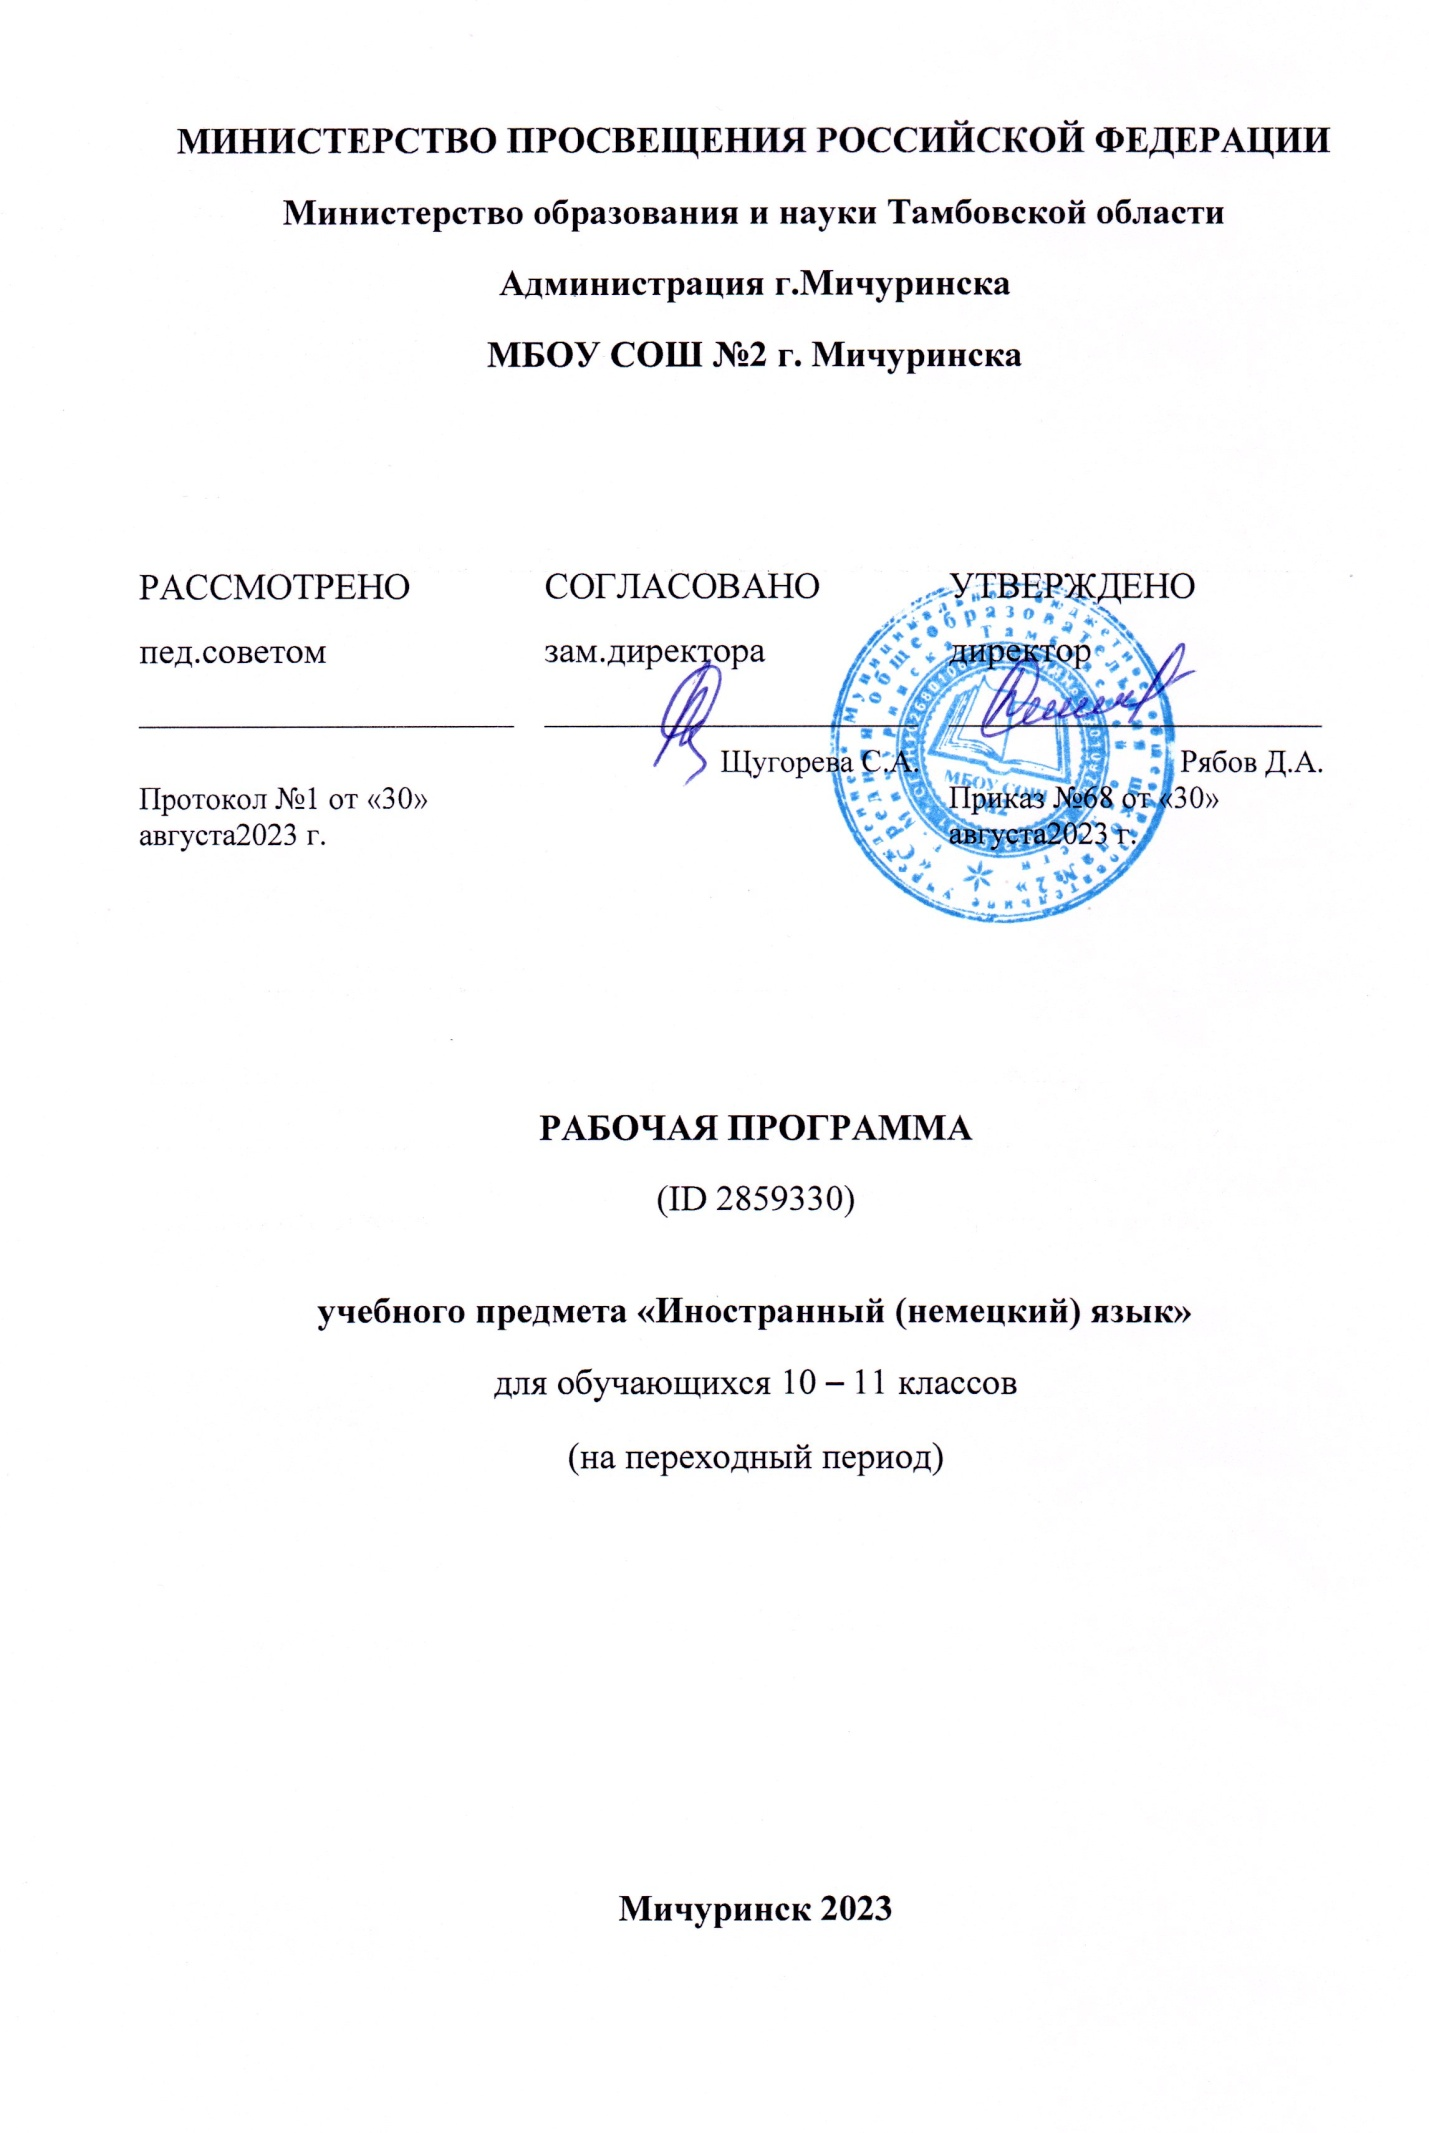 МИНИСТЕРСТВО ПРОСВЕЩЕНИЯ РОССИЙСКОЙ ФЕДЕРАЦИИ
Министерство образования и науки Тамбовской области
Администрация г.Мичуринска
МБОУ СОШ №2 г. Мичуринска
РАССМОТРЕНО
пед.советом
Протокол №1 от «30»
августа2023 г.
СОГЛАСОВАНО
зам.директора
Щугорева С.А.
УТВЕРЖДЕНО
директор
Рябов Д.А.
Приказ №68 от «30»
августа2023 г.
МБОУ СОШ
РАБОЧАЯ ПРОГРАММА
(ID 2859330)
учебного предмета «Иностранный (немецкий) язык»
для обучающихся 10 – 11 классов
(на переходный период)
Мичуринск 2023